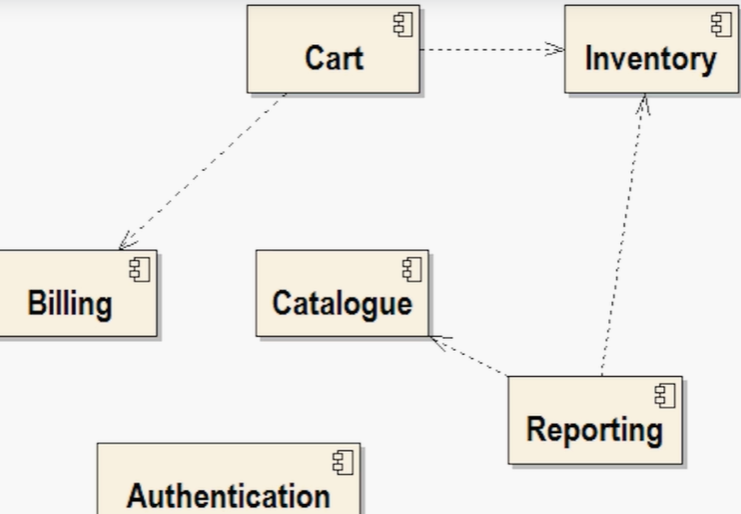 Cart
Inventory
Billing
Catalogue
Reporting
Authentication